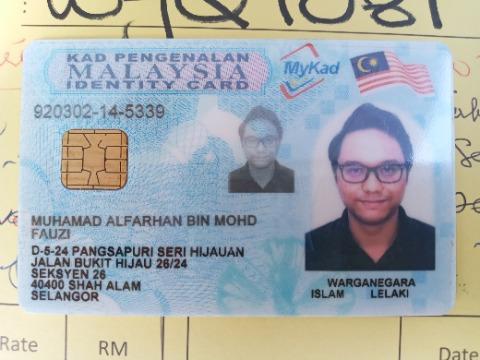 KAD PENGENALAN
MALAYSIA
IDENTITY CARD
MyKad
920302-14-5339
MUHAMAD ALFARHAN BIN MOHD
FAUZI
D-5-24 PANGSAPURI SERI HIJAUAN
JALAN BUKIT HIJAU 26/24
SEKSYEN 26
40400 SHAH ALAM
SELANGOR
WARGANEGARA
ISLAM LELAKI
Rate RM